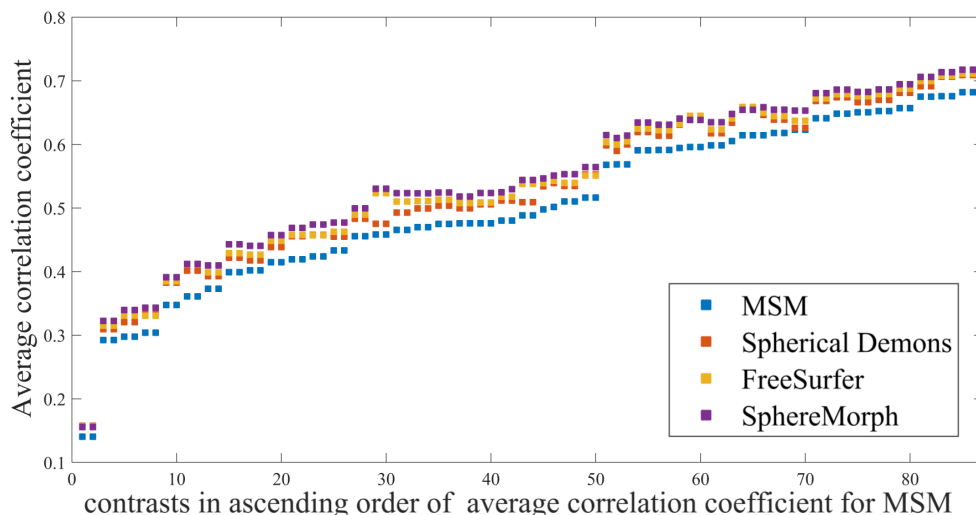 0.8
0.7
0.6
0.5
0.4
0.3
0.2
0.1
Average correlation coefficient
MSM
Spherical Demons
FreeSurfer
SphereMorph
0 10 20 30 40 50 60 70 80
contrasts in ascending order of average correlation coefficient for MSM